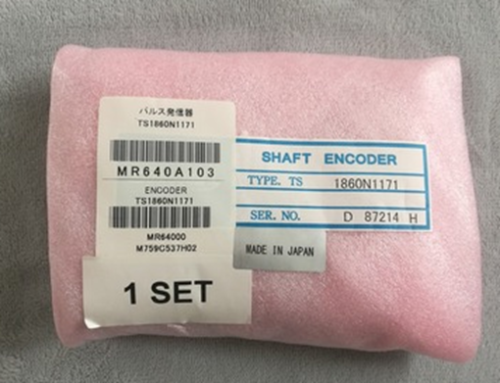 パルス発信器
TS1860N1171
MR640A103
ENCODER
TS1860N1171
MR64000
M759C537H02
1 SET
SHAFT ENCODER
TYPE. TS 1860N1171
SER. NO. D 87214 H
MADE IN JAPAN